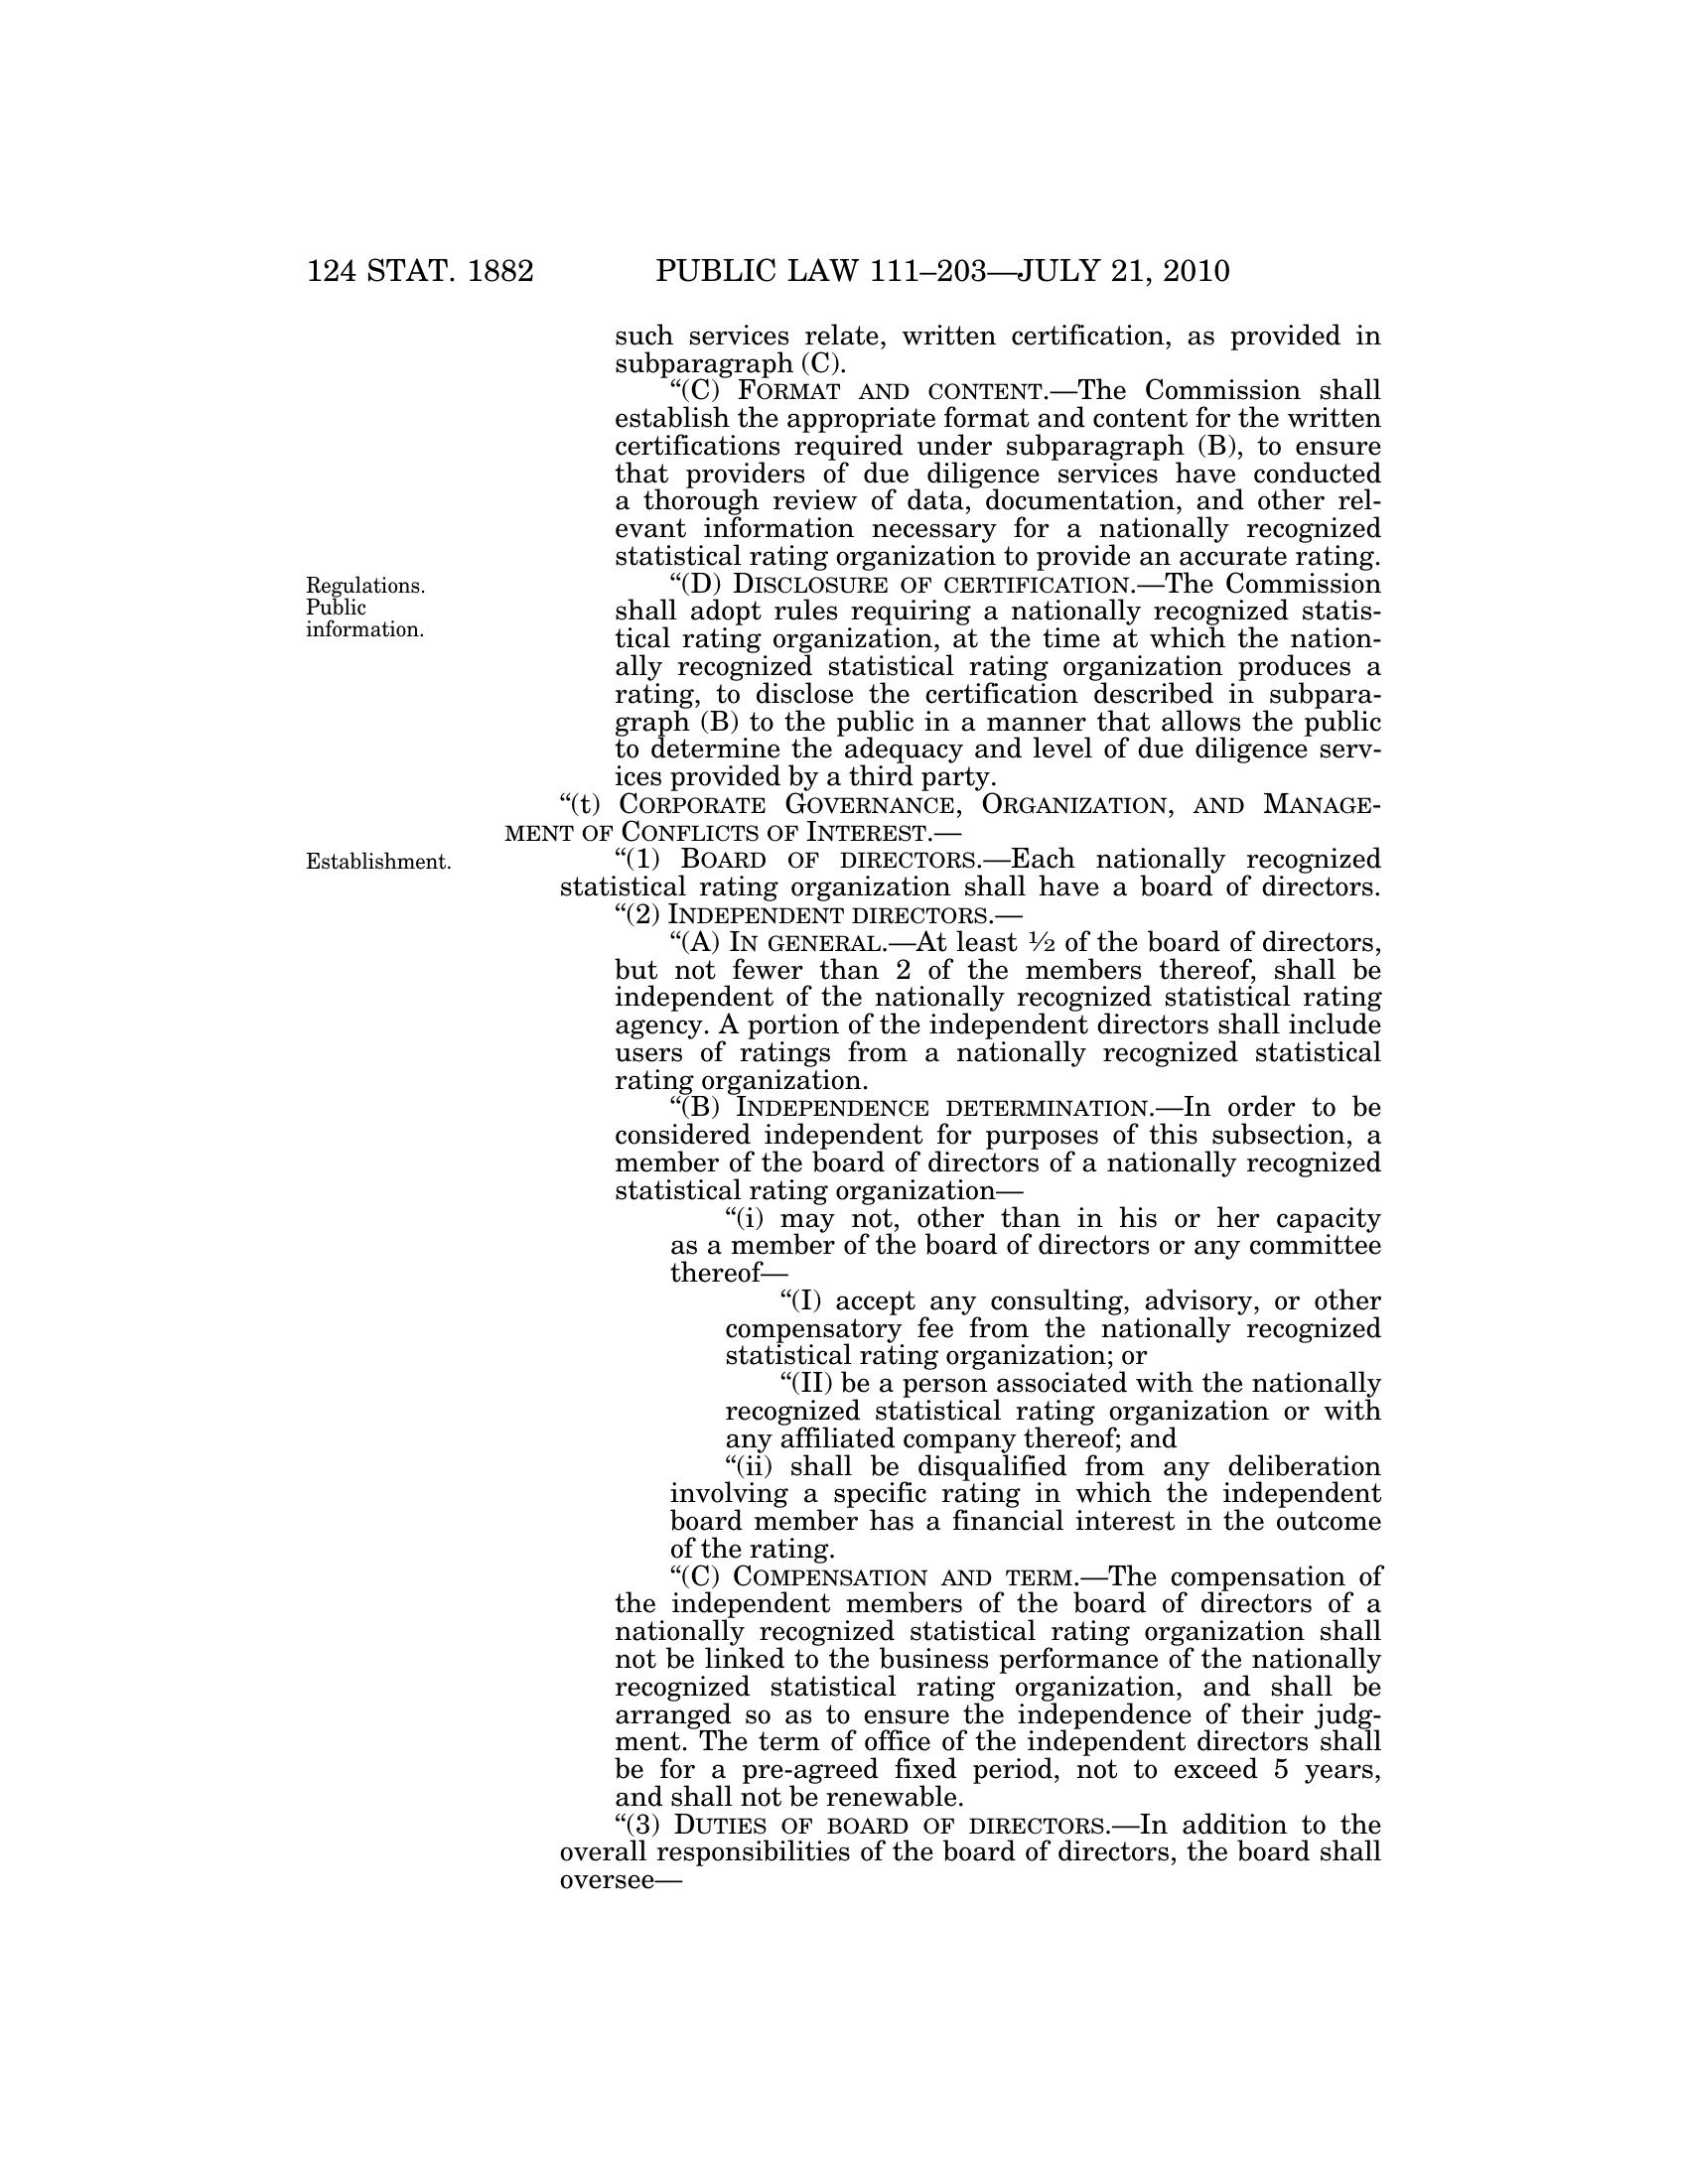 124 STAT. 1882 PUBLIC LAW 111–203—JULY 21, 2010
such services relate, written certification, as provided in
subparagraph (C).
“(C) FORMAT AND CONTENT.—The Commission shall
establish the appropriate format and content for the written
certifications required under subparagraph (B), to ensure
that providers of due diligence services have conducted
a thorough review of data, documentation, and other rel-
evant information necessary for a nationally recognized
statistical rating organization to provide an accurate rating.
Regulations.
Public
information.
“(D) DISCLOSURE OF CERTIFICATION.—The Commission
shall adopt rules requiring a nationally recognized statis-
tical rating organization, at the time at which the nation-
ally recognized statistical rating organization produces a
rating, to disclose the certification described in subpara-
graph (B) to the public in a manner that allows the public
to determine the adequacy and level of due diligence serv-
ices provided by a third party.
“(t) CORPORATE GOVERNANCE, ORGANIZATION, AND MANAGE-
MENT OF CONFLICTS OF INTEREST.—
Establishment.
“(1) BOARD OF DIRECTORS.—Each nationally recognized
statistical rating organization shall have a board of directors.
“(2) INDEPENDENT DIRECTORS.—
“(A) IN GENERAL.—At least ½ of the board of directors,
but not fewer than 2 of the members thereof, shall be
independent of the nationally recognized statistical rating
agency. A portion of the independent directors shall include
users of ratings from a nationally recognized statistical
rating organization.
“(B) INDEPENDENCE DETERMINATION.—In order to be
considered independent for purposes of this subsection, a
member of the board of directors of a nationally recognized
statistical rating organization—
“(i) may not, other than in his or her capacity
as a member of the board of directors or any committee
thereof—
“(I) accept any consulting, advisory, or other
compensatory fee from the nationally recognized
statistical rating organization; or
“(II) be a person associated with the nationally
recognized statistical rating organization or with
any affiliated company thereof; and
“(ii) shall be disqualified from any deliberation
involving a specific rating in which the independent
board member has a financial interest in the outcome
of the rating.
“(C) COMPENSATION AND TERM.—The compensation of
the independent members of the board of directors of a
nationally recognized statistical rating organization shall
not be linked to the business performance of the nationally
recognized statistical rating organization, and shall be
arranged so as to ensure the independence of their judg-
ment. The term of office of the independent directors shall
be for a pre-agreed fixed period, not to exceed 5 years,
and shall not be renewable.
“(3) DUTIES OF BOARD OF DIRECTORS.—In addition to the
overall responsibilities of the board of directors, the board shall
oversee—